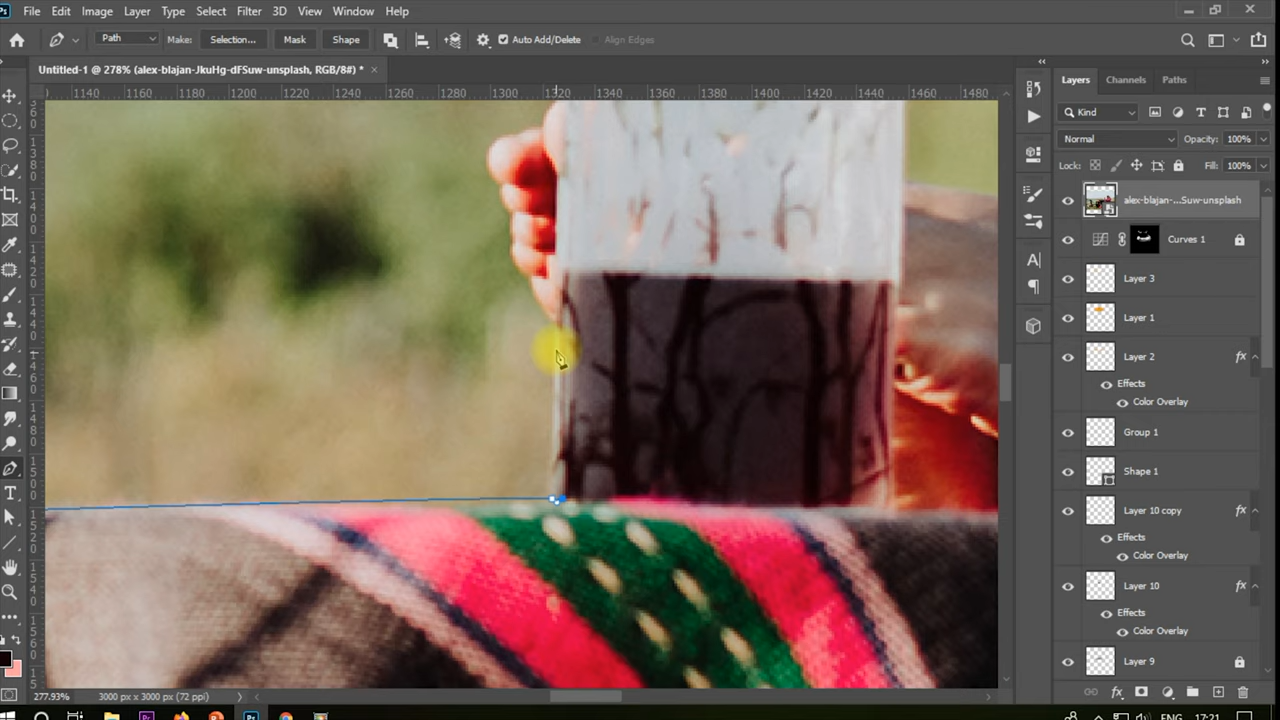 File Edit Image Layer Type Select Filter 3D View Window Help
Path Make: Selection... Mask Shape Auto Add/Delete Align Edges
Untitled-1 @ 278% (alex-blajan-JkuHg-dFSuw-unsplash, RGB/8#) * ×
1140 1160 1180 1200 1220 1240 1260 1280 1300 1320 1340 1360 1380 1400 1420 1440 1460 1480
Layers Channels Paths
Kind
Normal Opacity: 100%
Lock: Fill: 100%
alex-blajan-...Suw-unsplash
Curves 1
Layer 3
Layer 1
Layer 2 fx
Effects
Color Overlay
Group 1
Shape 1
Layer 10 copy fx
Effects
Color Overlay
Layer 10 fx
Effects
Color Overlay
Layer 9
277.93% 3000 px x 3000 px (72 ppi)
ENG 17:21